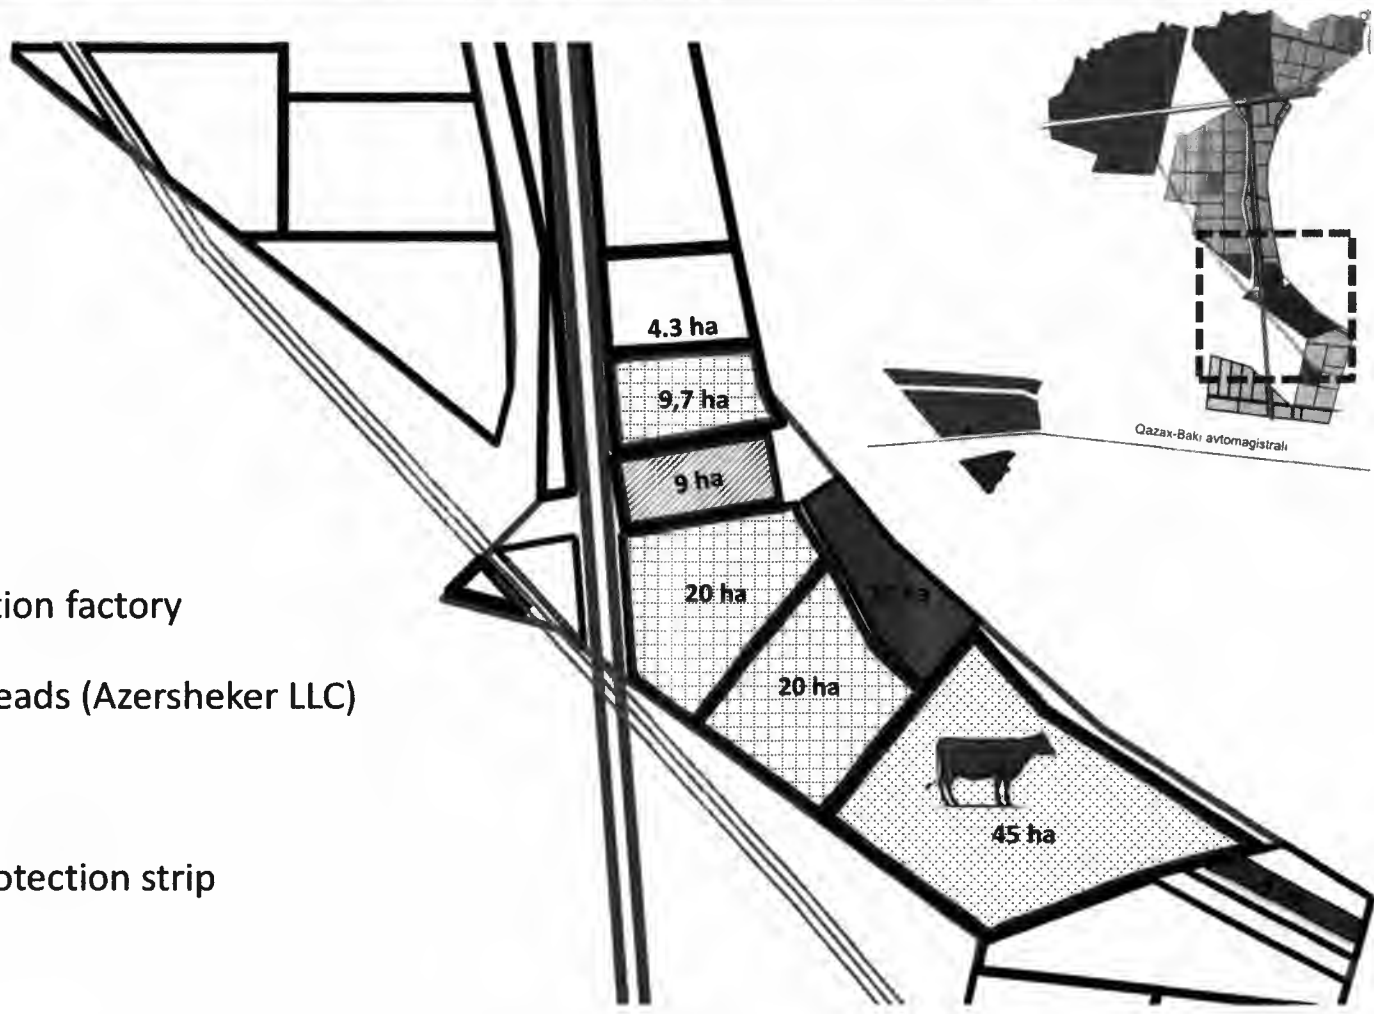 Qazax-Bakı avtomagistralı
4.3 ha
9,7 ha
9 ha
20 ha
20 ha
45 ha
tion factory
eads (Azersheker LLC)
otection strip